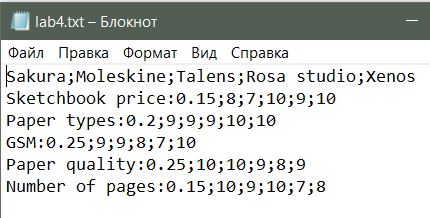 lab4.txt – Блокнот
Файл Правка Формат Вид Справка
Sakura;Moleskine;Talens;Rosa studio;Xenos
Sketchbook price:0.15;8;7;10;9;10
Paper types:0.2;9;9;9;10;10
GSM:0.25;9;9;8;7;10
Paper quality:0.25;10;10;9;8;9
Number of pages:0.15;10;9;10;7;8